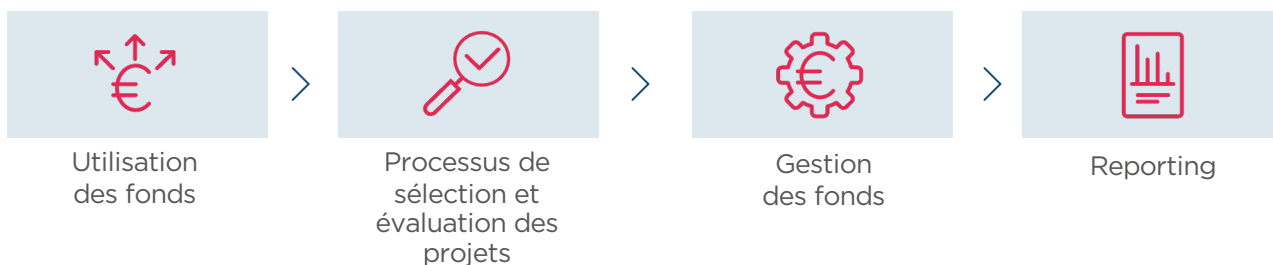 Utilisation
des fonds
Processus de
sélection et
évaluation des
projets
Gestion
des fonds
Reporting